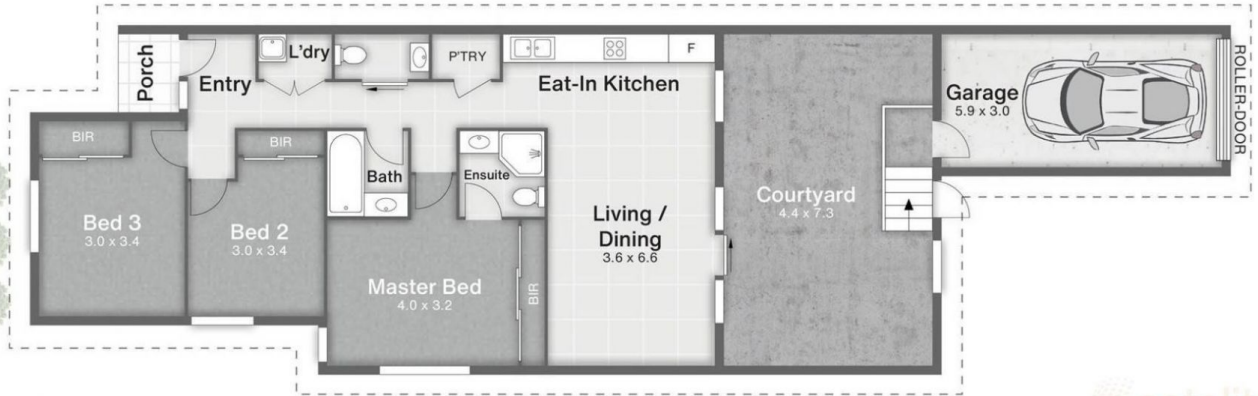 Porch
Entry
L'dry
P'TRY
F
Eat-In Kitchen
Garage
5.9 x 3.0
ROLLER-DOOR
BIR
BIR
Bath
Ensuite
Bed 3
3.0 x 3.4
Bed 2
3.0 x 3.4
Living /
Dining
3.6 x 6.6
Courtyard
4.4 x 7.3
Master Bed
4.0 x 3.2
BIR